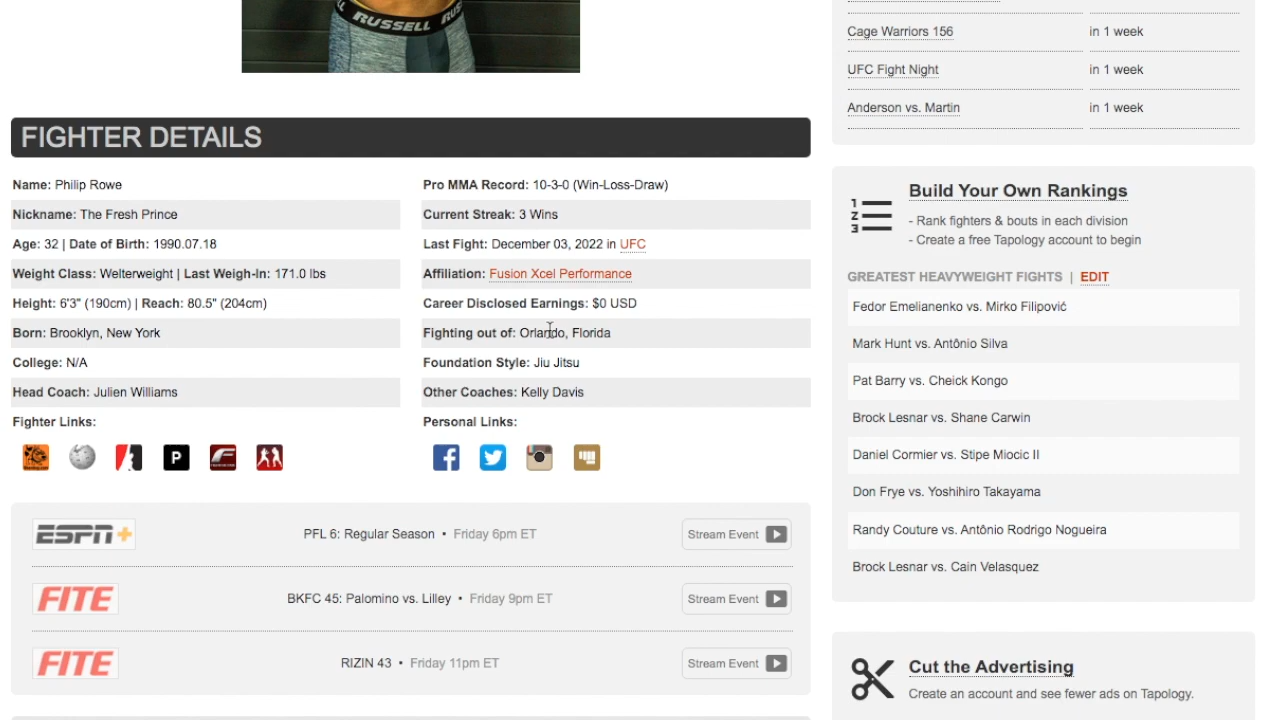 RUSSELL
FIGHTER DETAILS
Name: Philip Rowe
Pro MMA Record: 10-3-0 (Win-Loss-Draw)
Nickname: The Fresh Prince
Current Streak: 3 Wins
Age: 32 | Date of Birth: 1990.07.18
Last Fight: December 03, 2022 in UFC
Weight Class: Welterweight | Last Weigh-In: 171.0 lbs
Affiliation: Fusion Xcel Performance
Height: 6'3" (190cm) | Reach: 80.5" (204cm)
Career Disclosed Earnings: $0 USD
Born: Brooklyn, New York
Fighting out of: Orlando, Florida
College: N/A
Foundation Style: Jiu Jitsu
Head Coach: Julien Williams
Other Coaches: Kelly Davis
Fighter Links:
Personal Links:
P
ESPN+ PFL 6: Regular Season • Friday 6pm ET Stream Event
FITE BKFC 45: Palomino vs. Lilley • Friday 9pm ET Stream Event
FITE RIZIN 43 • Friday 11pm ET Stream Event
Cage Warriors 156 in 1 week
UFC Fight Night in 1 week
Anderson vs. Martin in 1 week
Build Your Own Rankings
- Rank fighters & bouts in each division
- Create a free Tapology account to begin
GREATEST HEAVYWEIGHT FIGHTS | EDIT
Fedor Emelianenko vs. Mirko Filipović
Mark Hunt vs. Antônio Silva
Pat Barry vs. Cheick Kongo
Brock Lesnar vs. Shane Carwin
Daniel Cormier vs. Stipe Miocic II
Don Frye vs. Yoshihiro Takayama
Randy Couture vs. Antônio Rodrigo Nogueira
Brock Lesnar vs. Cain Velasquez
Cut the Advertising
Create an account and see fewer ads on Tapology.